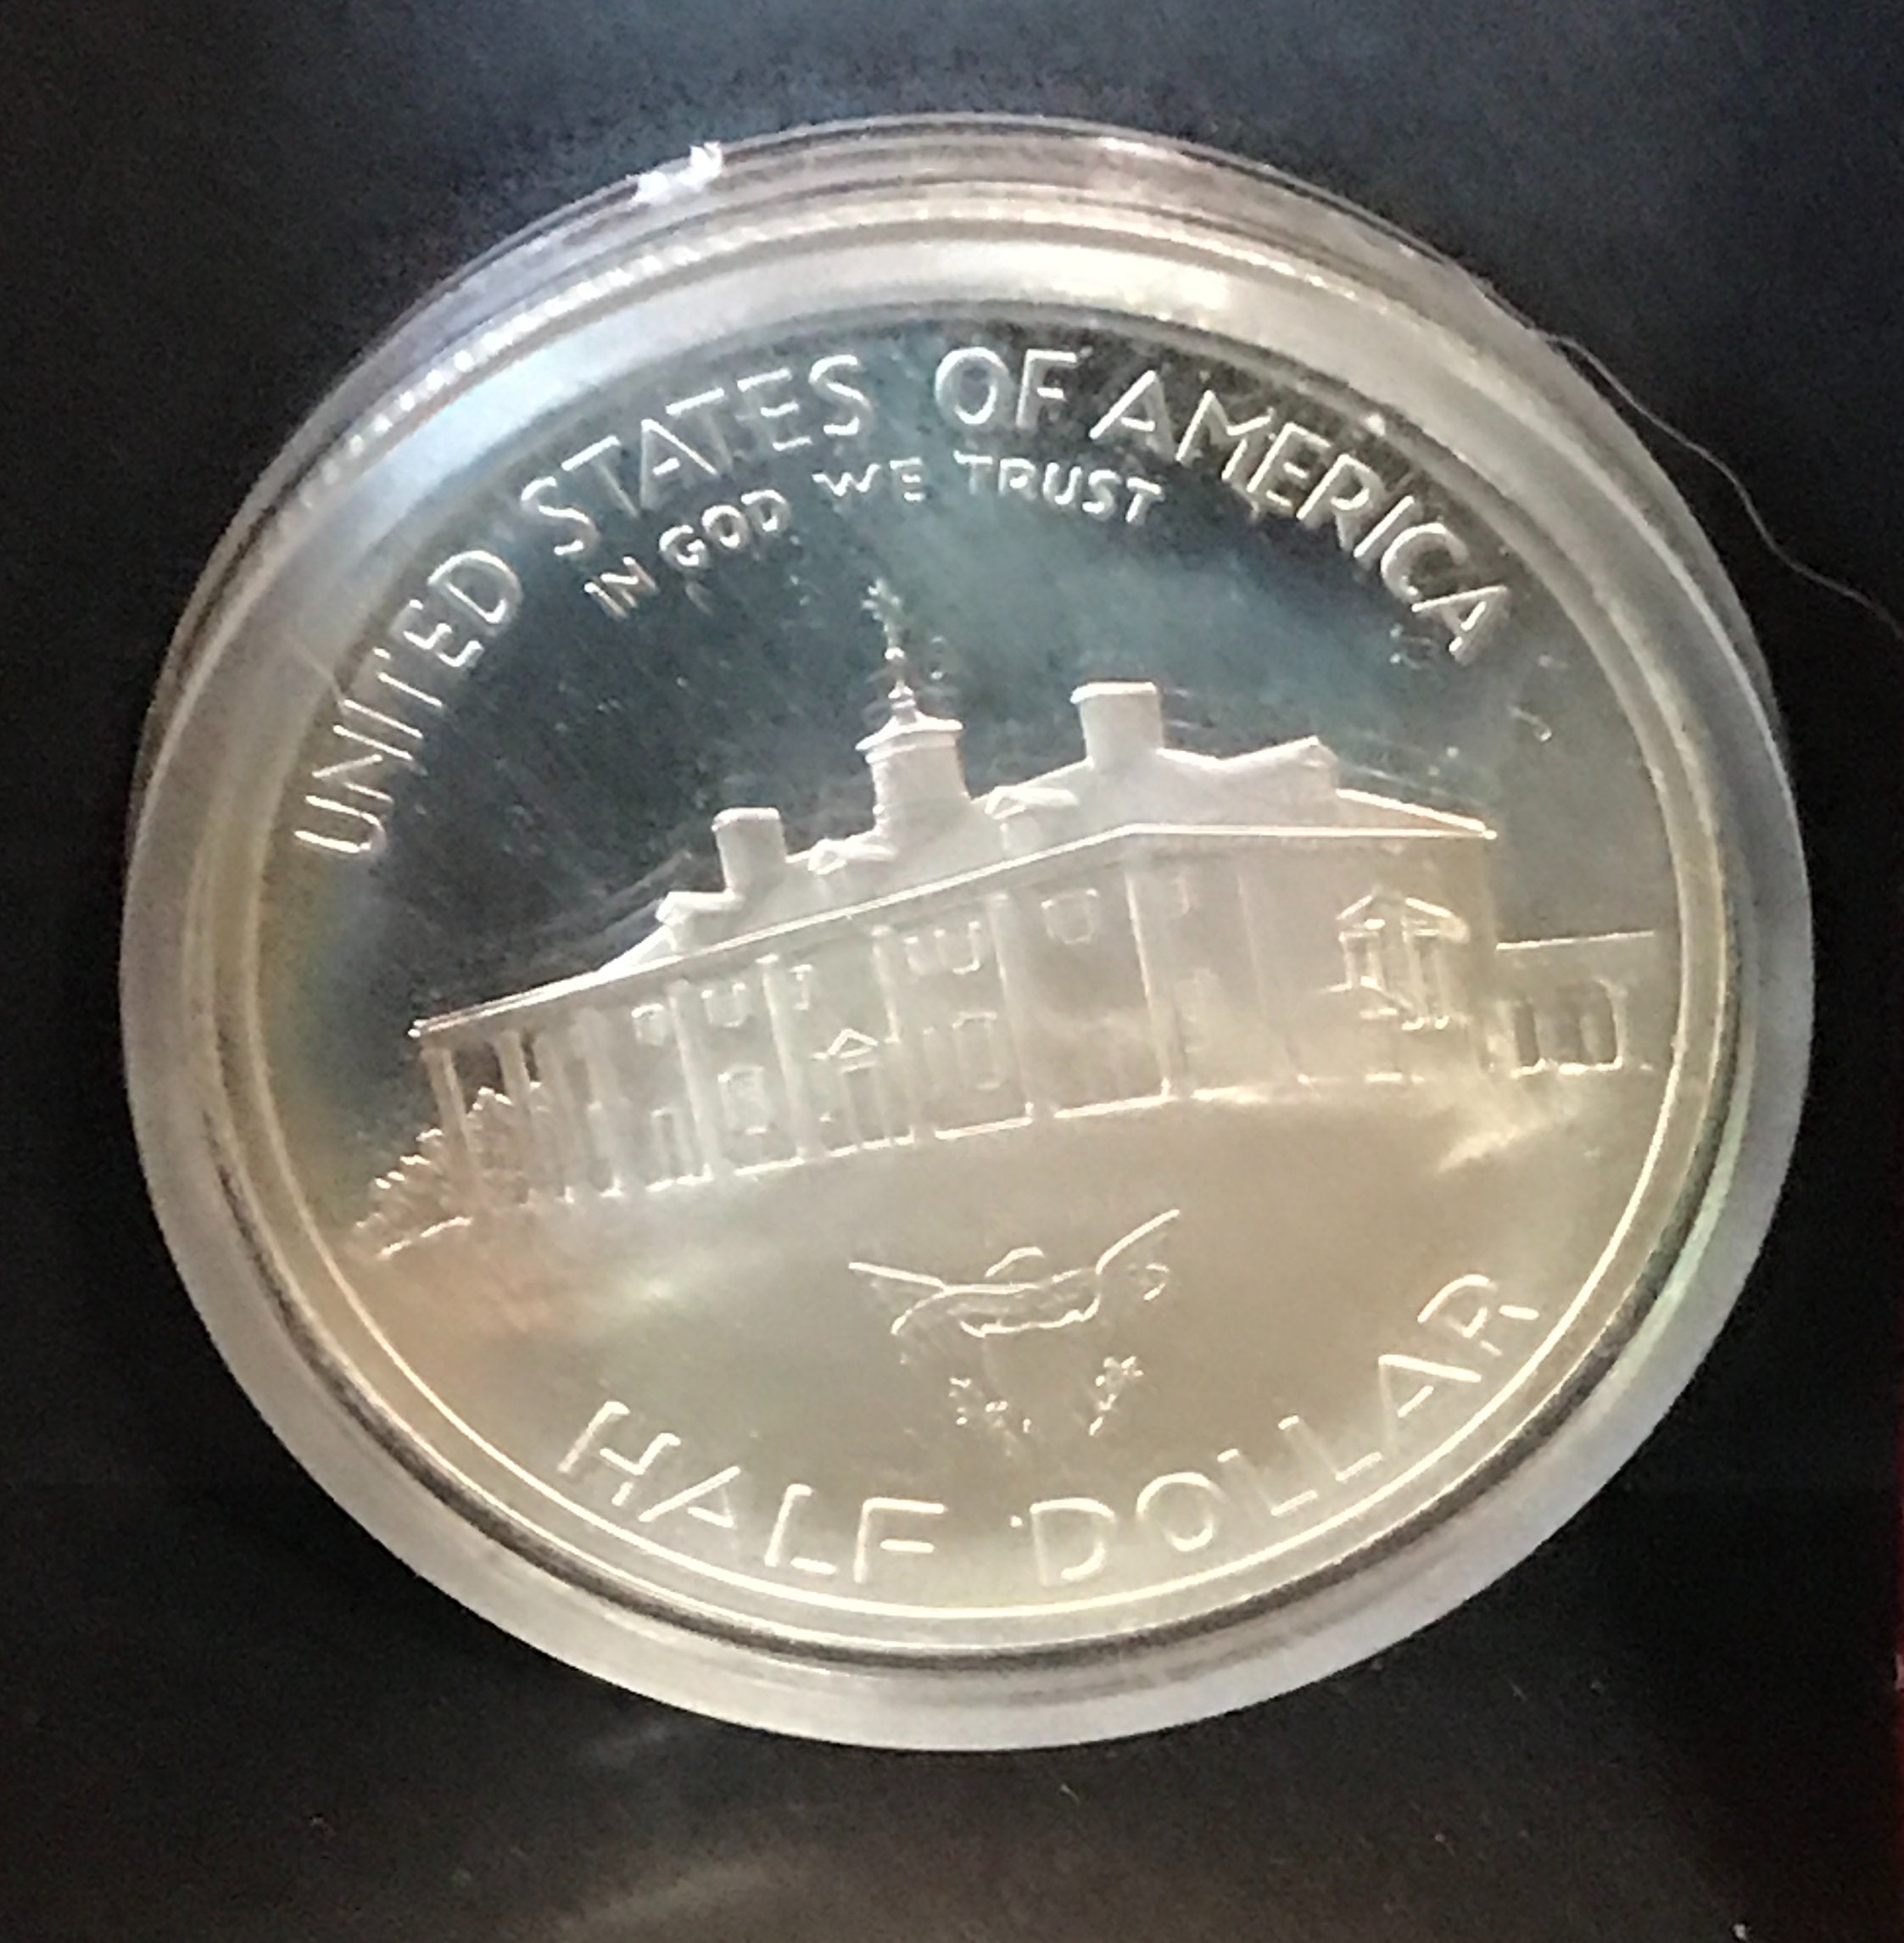 UNITED STATES OF AMERICA
IN GOD WE TRUST
HALF DOLLAR